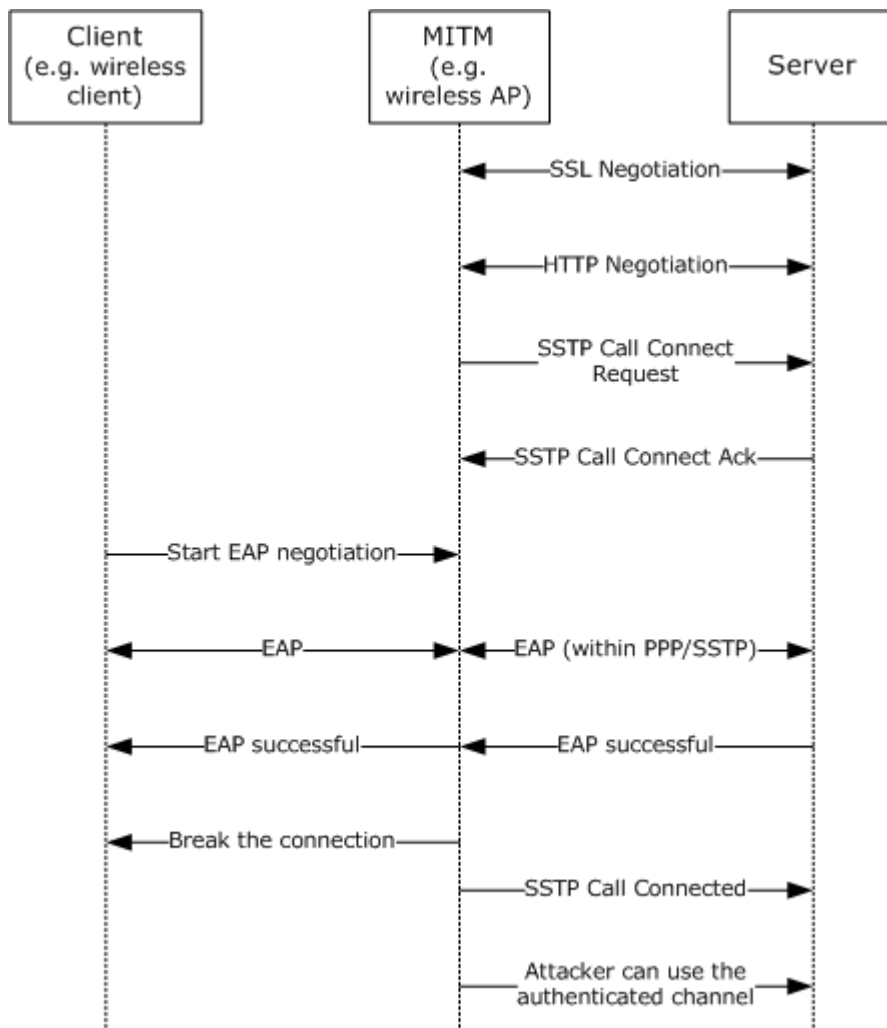 Client
(e.g. wireless
client)
MITM
(e.g.
wireless AP)
Server
SSL Negotiation
HTTP Negotiation
SSTP Call Connect
Request
SSTP Call Connect Ack
Start EAP negotiation
EAP
EAP (within PPP/SSTP)
EAP successful
EAP successful
Break the connection
SSTP Call Connected
Attacker can use the
authenticated channel